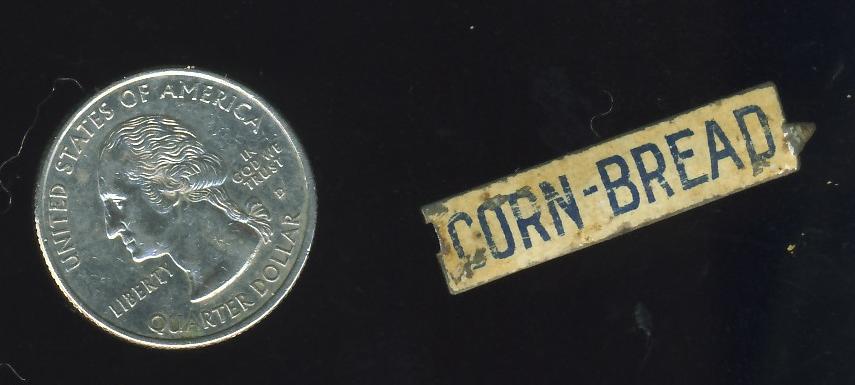 UNITED STATES OF AMERICA
IN
GOD WE
TRUST
D
LIBERTY
QUARTER DOLLAR
CORN-BREAD